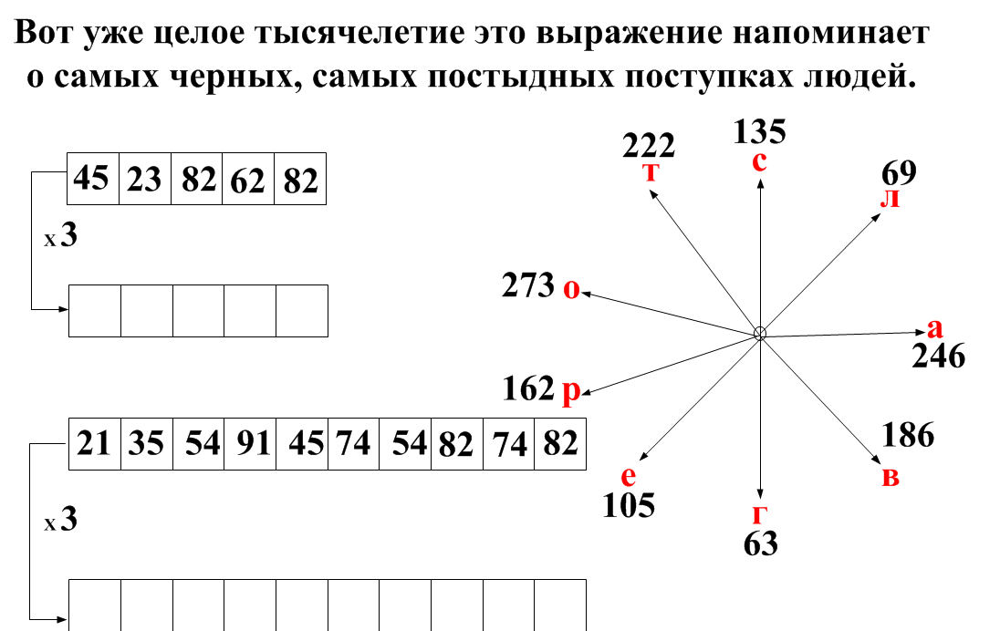 Вот уже целое тысячелетие это выражение напоминает
о самых черных, самых постыдных поступках людей.
45 23 82 62 82
х 3
21 35 54 91 45 74 54 82 74 82
х 3
222
т
135
с
69
л
273 о
а
246
162 р
186
в
е
105
г
63